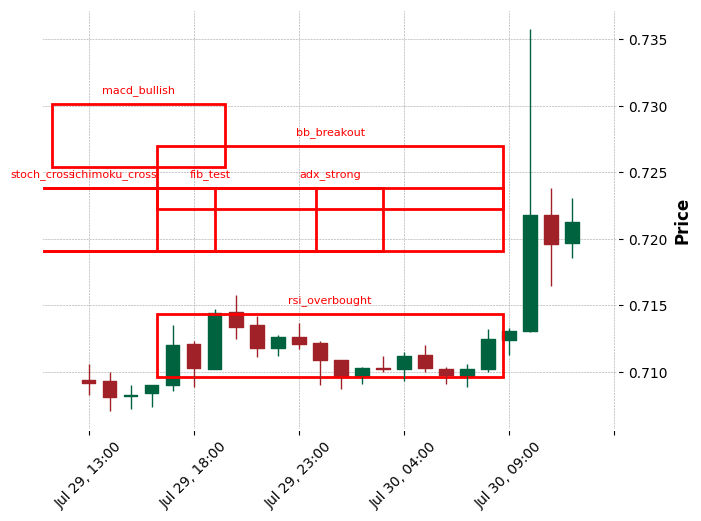 0.735
macd_bullish
0.730
bb_breakout
0.725
stoch_cross
ichimoku_cross
fib_test
adx_strong
0.720
Price
0.715
rsi_overbought
0.710
Jul 29, 13:00
Jul 29, 18:00
Jul 29, 23:00
Jul 30, 04:00
Jul 30, 09:00